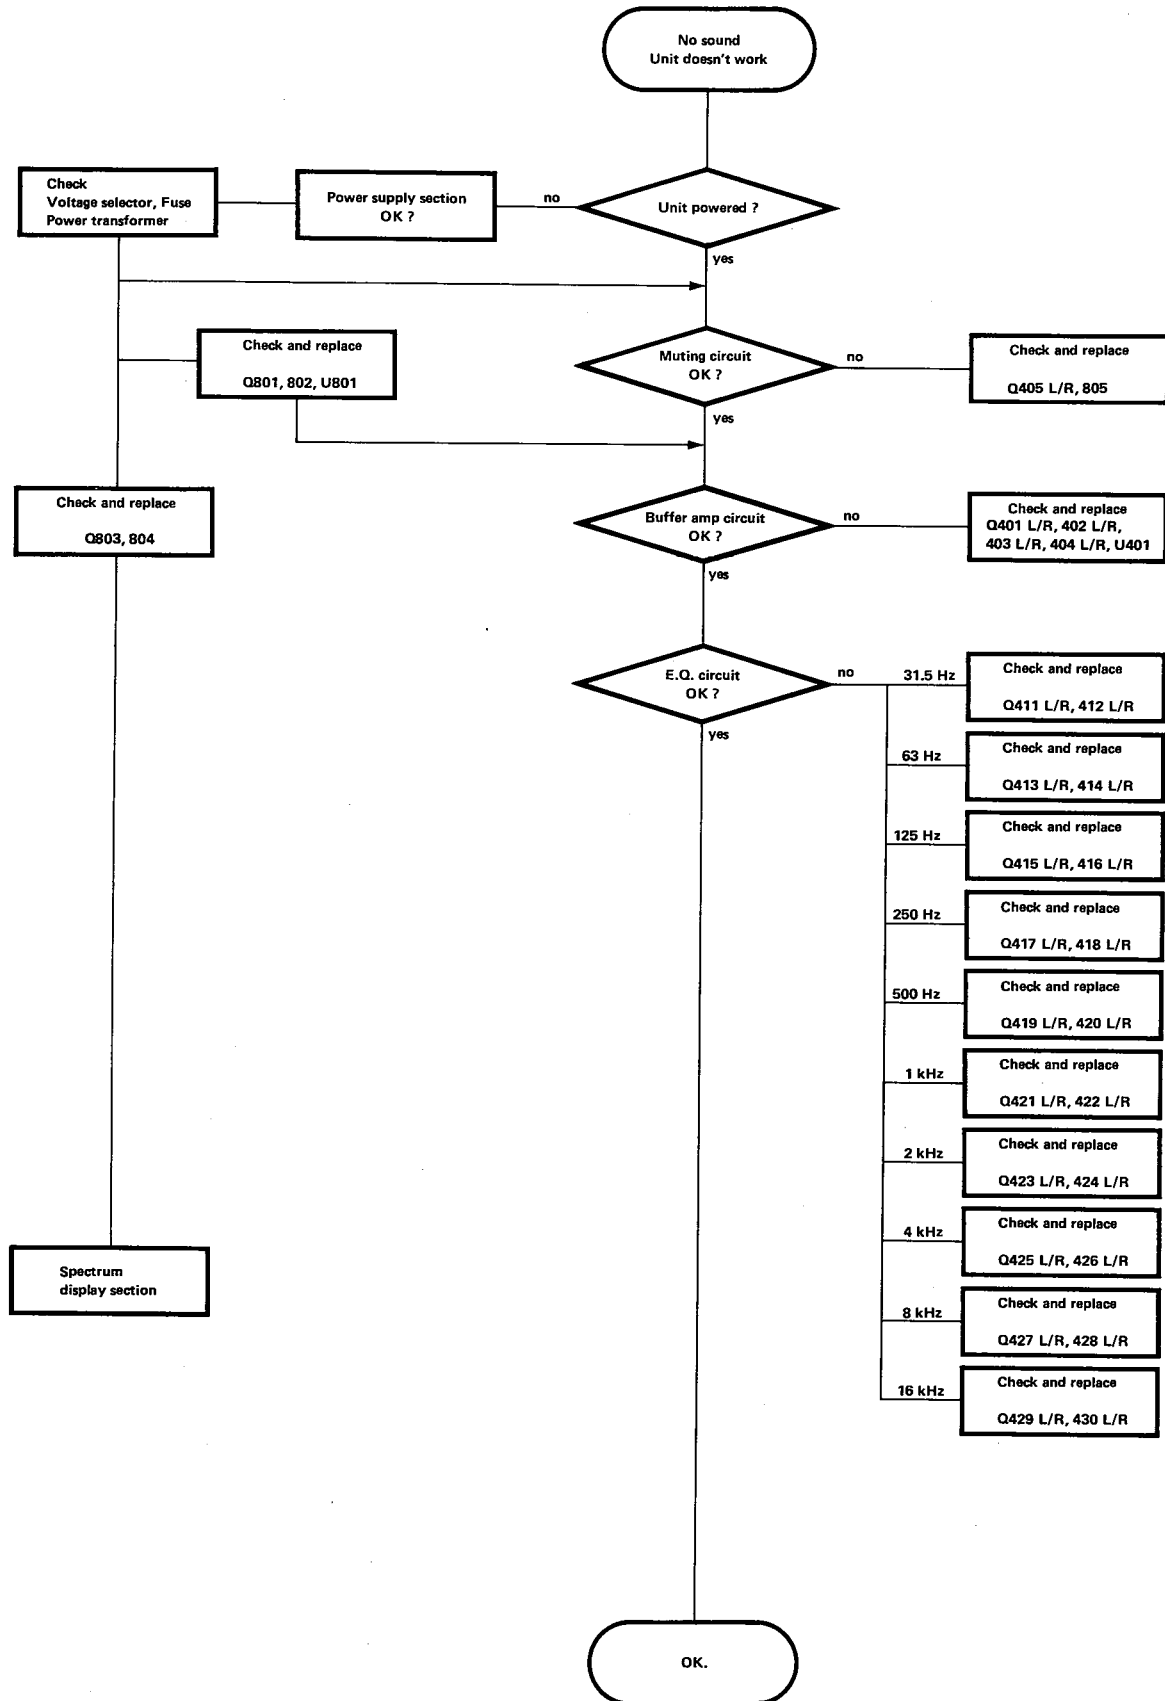 No sound
Unit doesn't work
Check
Voltage selector, Fuse
Power transformer
Power supply section
OK ?
no
Unit powered ?
yes
Check and replace
Q801, 802, U801
Muting circuit
OK ?
no
Check and replace
Q405 L/R, 805
yes
Check and replace
Q803, 804
Buffer amp circuit
OK ?
no
Check and replace
Q401 L/R, 402 L/R,
403 L/R, 404 L/R, U401
yes
E.Q. circuit
OK ?
no
31.5 Hz
Check and replace
Q411 L/R, 412 L/R
yes
63 Hz
Check and replace
Q413 L/R, 414 L/R
125 Hz
Check and replace
Q415 L/R, 416 L/R
250 Hz
Check and replace
Q417 L/R, 418 L/R
500 Hz
Check and replace
Q419 L/R, 420 L/R
1 kHz
Check and replace
Q421 L/R, 422 L/R
2 kHz
Check and replace
Q423 L/R, 424 L/R
4 kHz
Check and replace
Q425 L/R, 426 L/R
Spectrum
display section
8 kHz
Check and replace
Q427 L/R, 428 L/R
16 kHz
Check and replace
Q429 L/R, 430 L/R
OK.